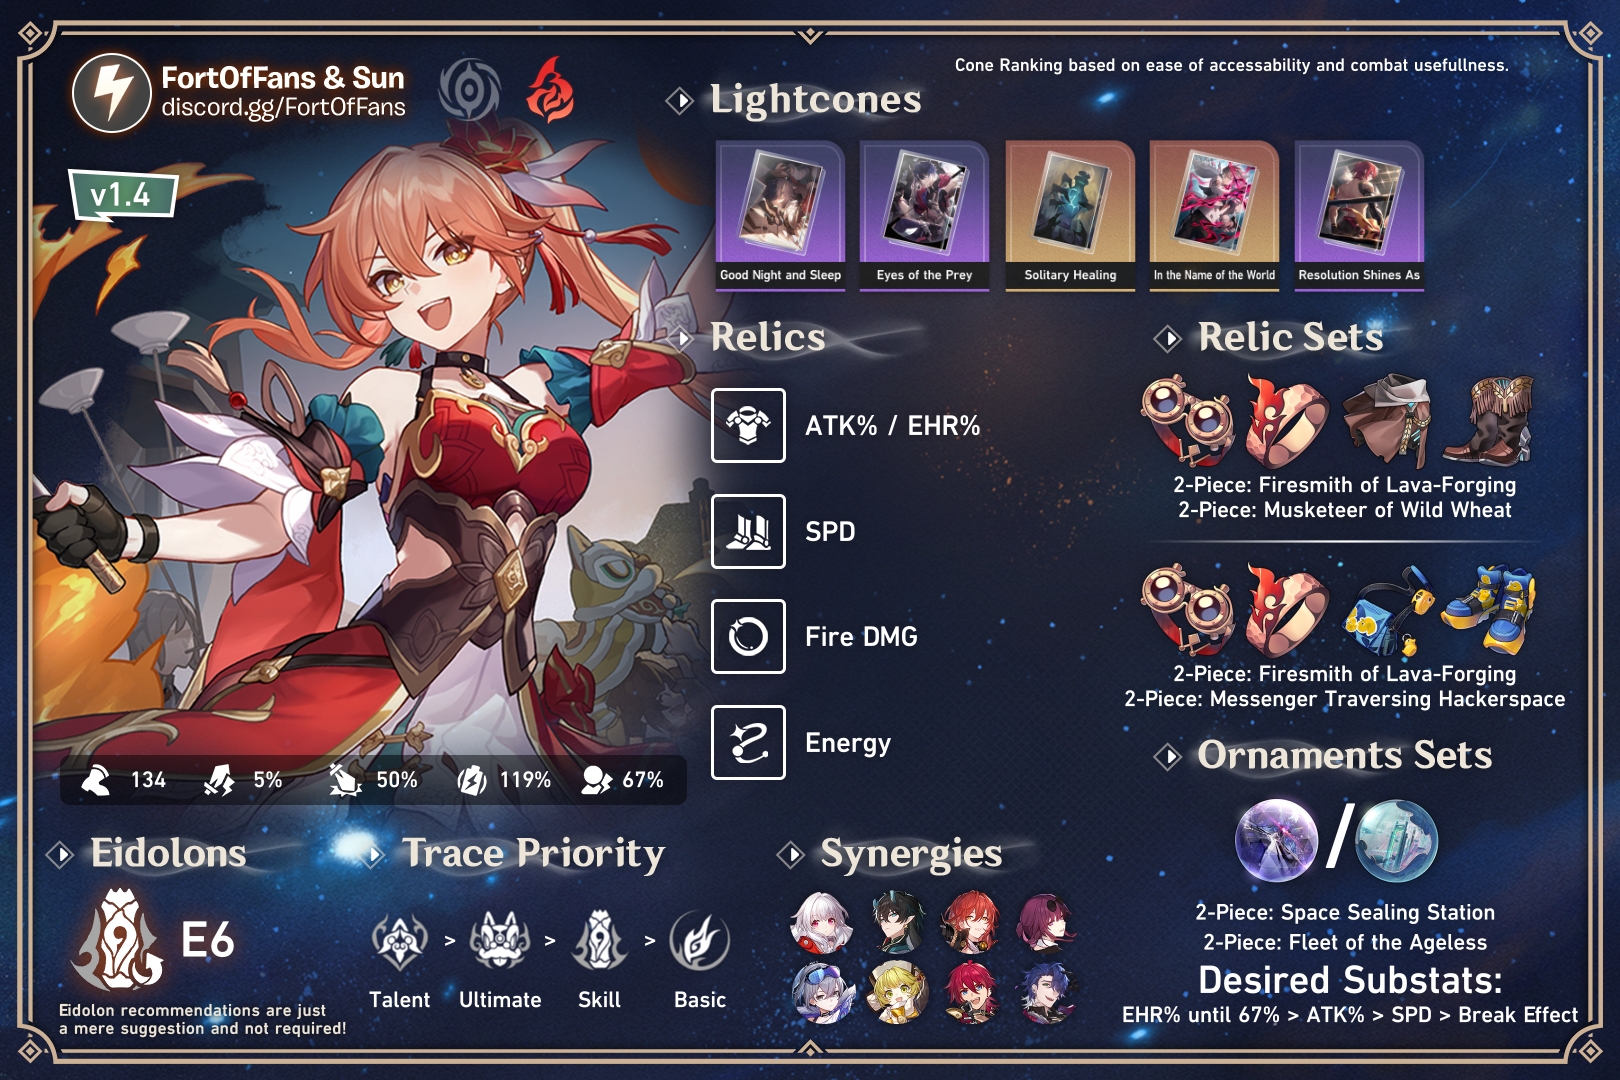 FortOfFans & Sun
discord.gg/FortOfFans
v1.4
Cone Ranking based on ease of accessability and combat usefullness.
Lightcones
Good Night and Sleep
Eyes of the Prey
Solitary Healing
In the Name of the World
Resolution Shines As
Relics
ATK% / EHR%
SPD
Fire DMG
Energy
Relic Sets
2-Piece: Firesmith of Lava-Forging
2-Piece: Musketeer of Wild Wheat
2-Piece: Firesmith of Lava-Forging
2-Piece: Messenger Traversing Hackerspace
Ornaments Sets
/
2-Piece: Space Sealing Station
2-Piece: Fleet of the Ageless
Desired Substats:
EHR% until 67% > ATK% > SPD > Break Effect
134 5% 50% 119% 67%
Eidolons
E6
Eidolon recommendations are just
a mere suggestion and not required!
Trace Priority
> > >
Talent Ultimate Skill Basic
Synergies